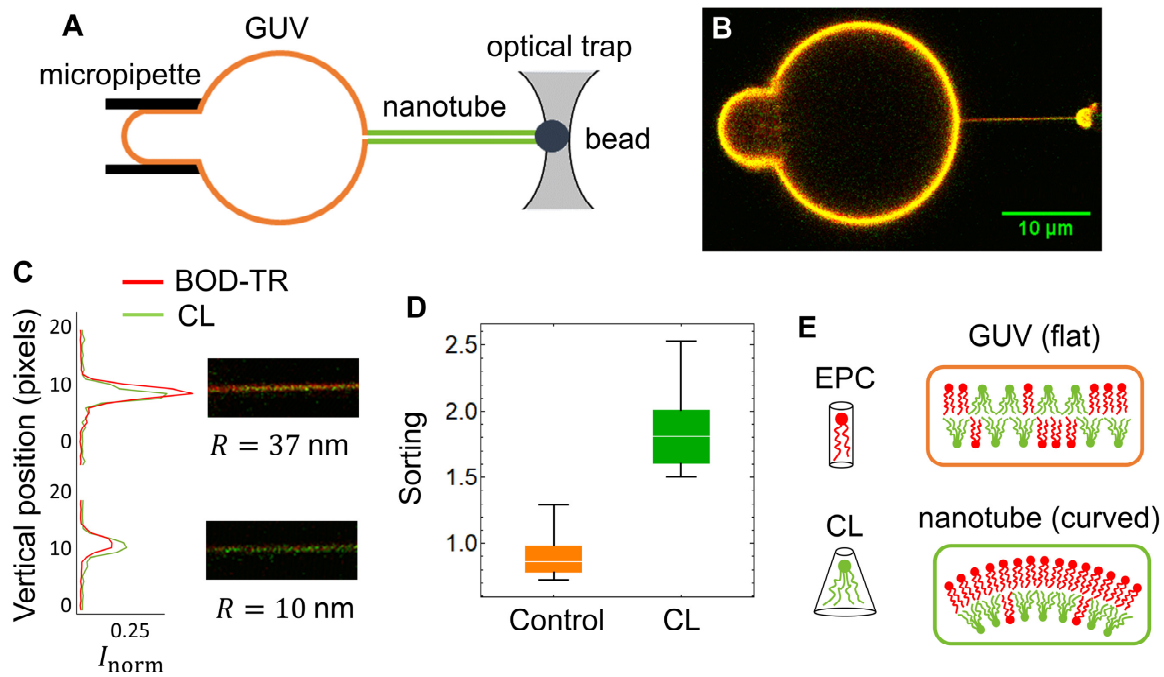 A
GUV
micropipette
nanotube
optical trap
bead
B
10 µm
C
BOD-TR
CL
Vertical position (pixels)
20
10
0
R = 37 nm
20
10
0
R = 10 nm
0.25
Inorm
D
Sorting
2.5
2.0
1.5
1.0
Control
CL
E
EPC
GUV (flat)
CL
nanotube (curved)